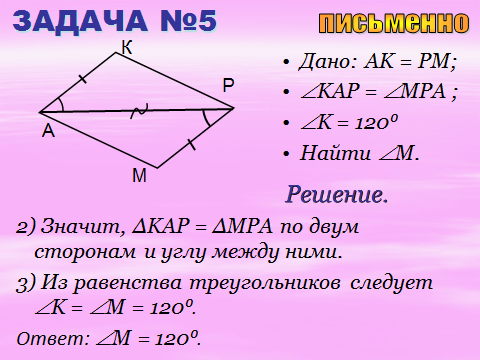 ЗАДАЧА №5
письменно
К
Р
А
М
• Дано: АК = РМ;
• ∠КАР = ∠МРА ;
• ∠К = 120⁰
• Найти ∠М.
Решение.
2) Значит, ΔКАР = ΔМРА по двум
сторонам и углу между ними.
3) Из равенства треугольников следует
∠К = ∠М = 120⁰.
Ответ: ∠М = 120⁰.